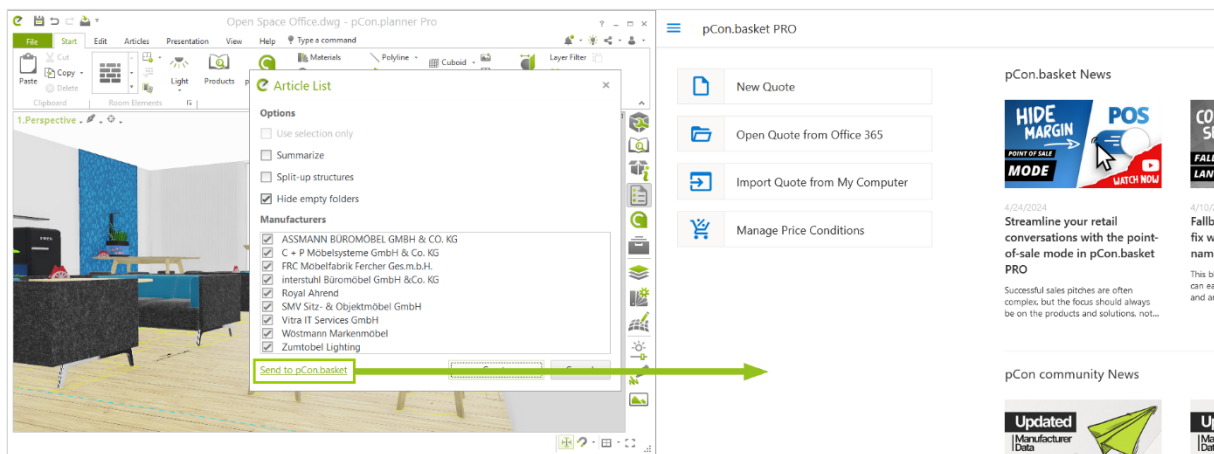 Open Space Office.dwg - pCon.planner Pro
File Start Edit Articles Presentation View Help Type a command
Paste
Cut
Copy
Delete
Clipboard
Room Elements
Light
Products
Materials
Polyline
Cuboid
Layer Filter
1.Perspective
Article List
Options
Use selection only
Summarize
Split-up structures
Hide empty folders
Manufacturers
ASSMANN BÜROMÖBEL GMBH & CO. KG
C + P Möbelsysteme GmbH & Co. KG
FRC Möbelfabrik Fercher Ges.m.b.H.
interstuhl Büromöbel GmbH &Co. KG
Royal Ahrend
SMV Sitz- & Objektmöbel GmbH
Vitra IT Services GmbH
Wöstmann Markenmöbel
Zumtobel Lighting
Send to pCon.basket
pCon.basket PRO
New Quote
Open Quote from Office 365
Import Quote from My Computer
Manage Price Conditions
pCon.basket News
HIDE
MARGIN
POINT OF SALE
MODE
POS
WATCH NOW
4/24/2024
Streamline your retail
conversations with the point-
of-sale mode in pCon.basket
PRO
Successful sales pitches are often
complex, but the focus should always
be on the products and solutions, not...
pCon community News
Updated
Manufacturer
Data